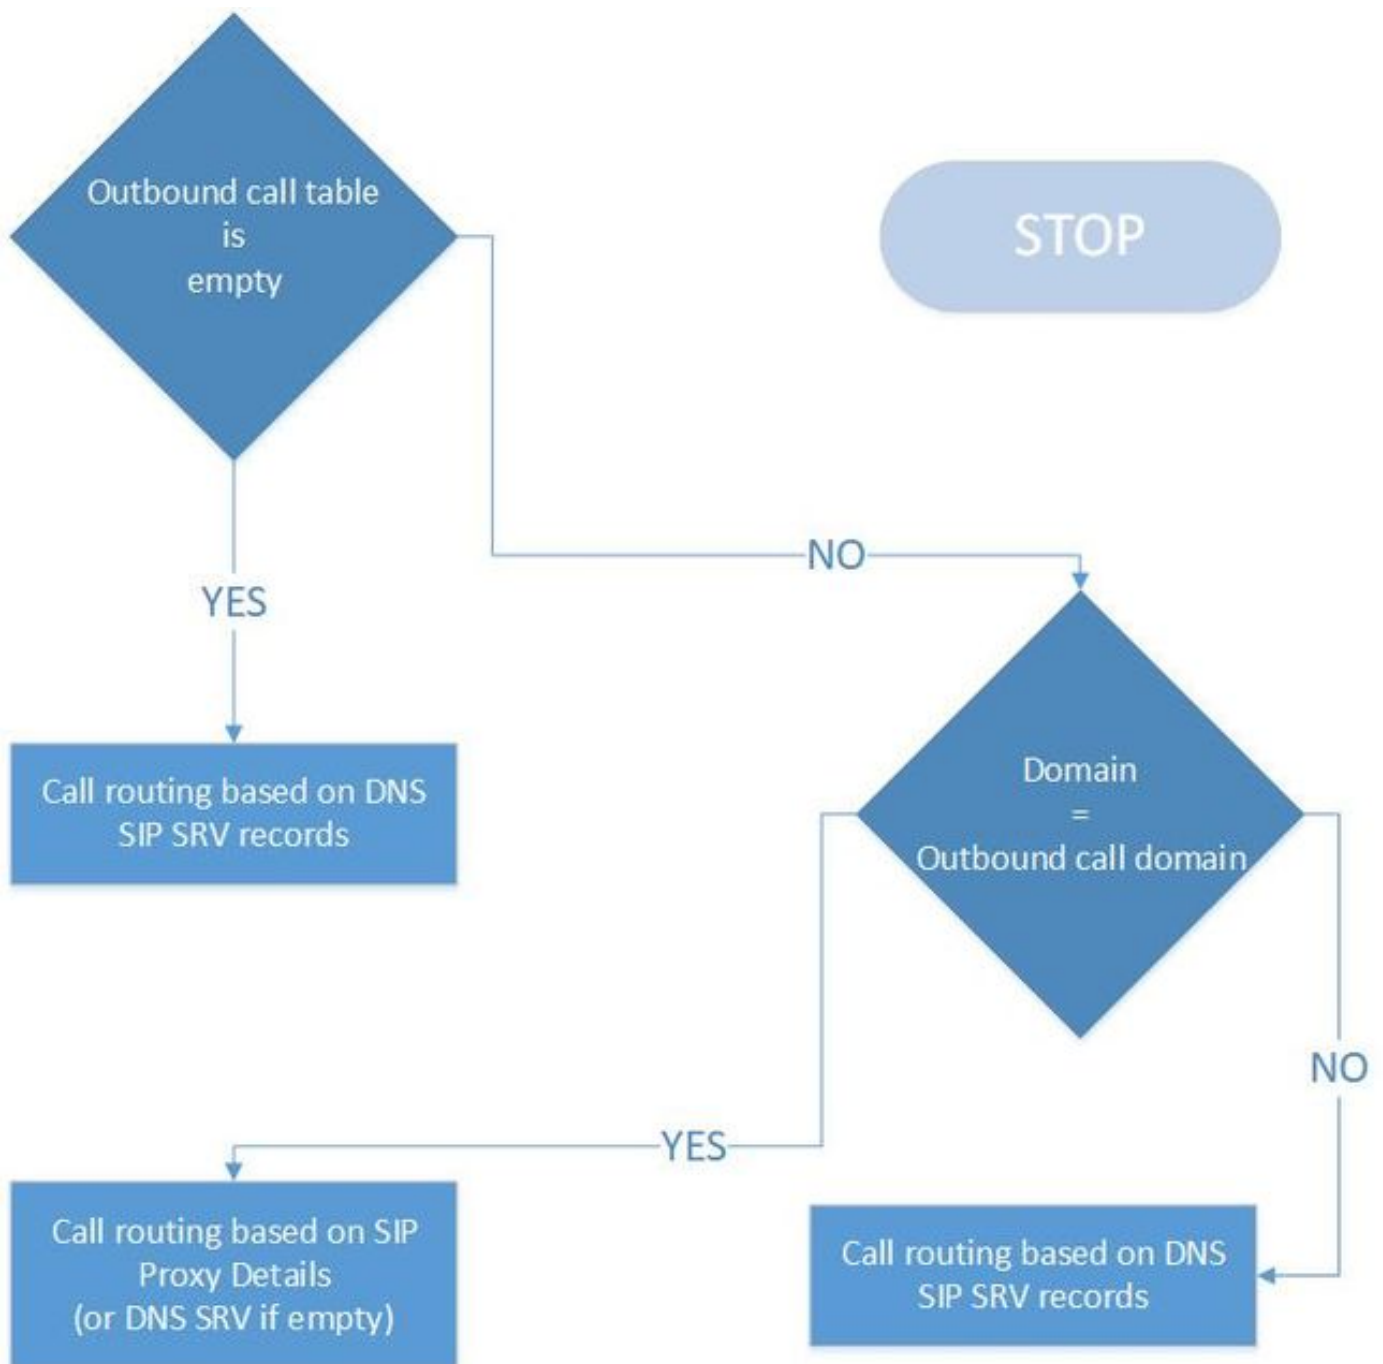 Outbound call table
is
empty
STOP
NO
YES
Domain
=
Outbound call domain
Call routing based on DNS
SIP SRV records
NO
YES
Call routing based on SIP
Proxy Details
(or DNS SRV if empty)
Call routing based on DNS
SIP SRV records